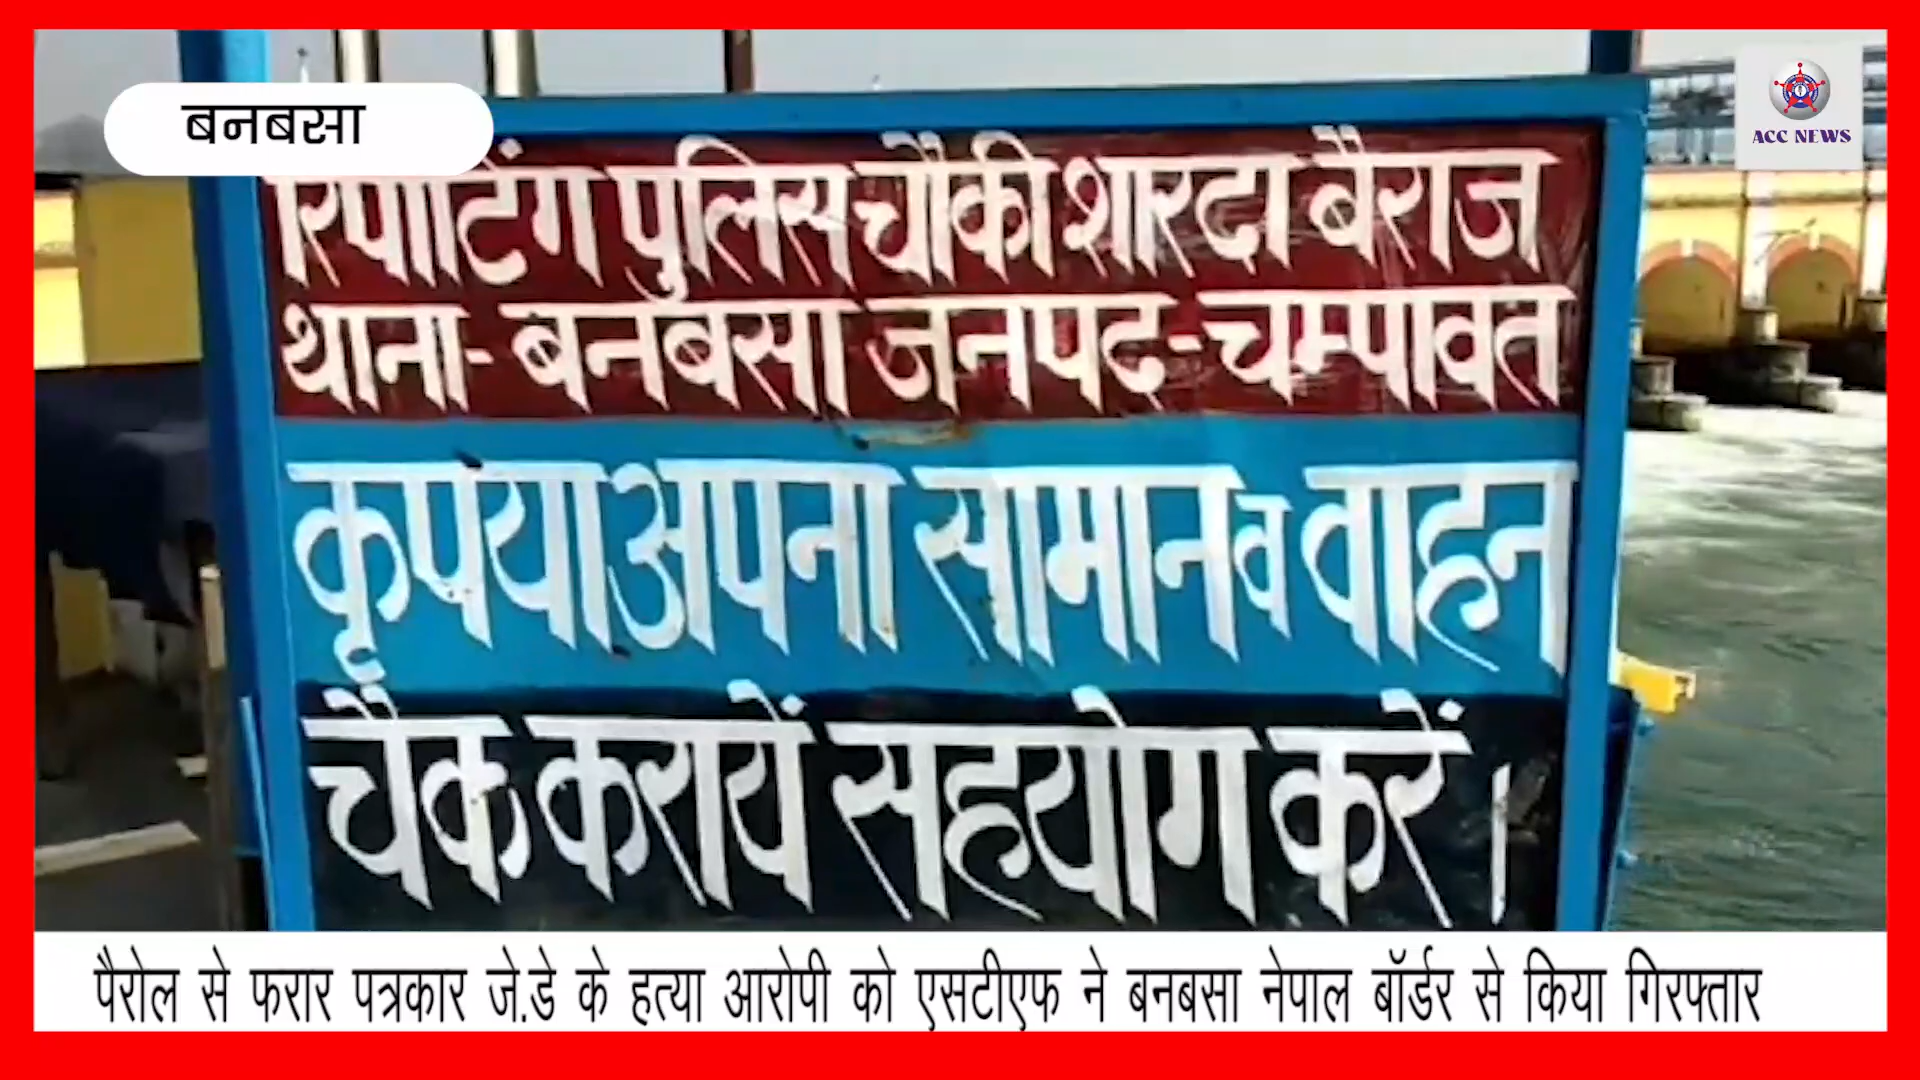 बनबसा
ACC NEWS
रिपोर्टिंग पुलिस चौकी शारदा बैराज
थाना- बनबसा जनपद-चम्पावत
कृपया अपना सामान व वाहन
चैक करायें सहयोग करें।
पैरोल से फरार पत्रकार जे.डे के हत्या आरोपी को एसटीएफ ने बनबसा नेपाल बॉर्डर से किया गिरफ्तार